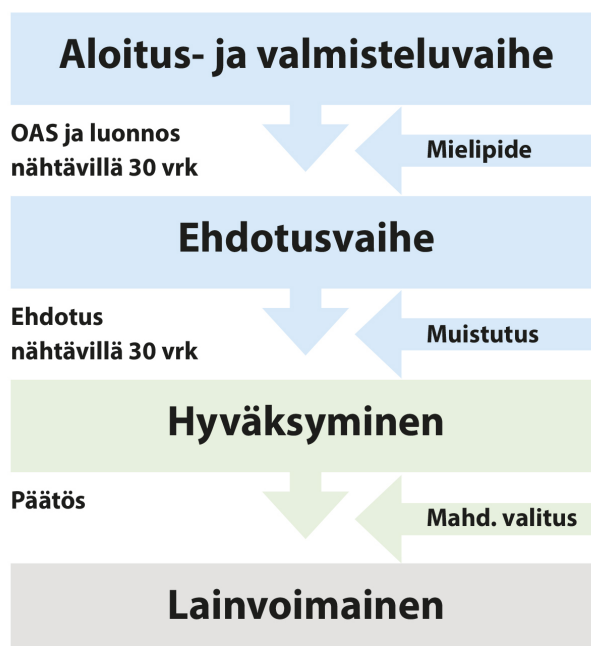 Aloitus- ja valmisteluvaihe
OAS ja luonnos
nähtävillä 30 vrk
Mielipide
Ehdotusvaihe
Ehdotus
nähtävillä 30 vrk
Muistutus
Hyväksyminen
Päätös
Mahd. valitus
Lainvoimainen